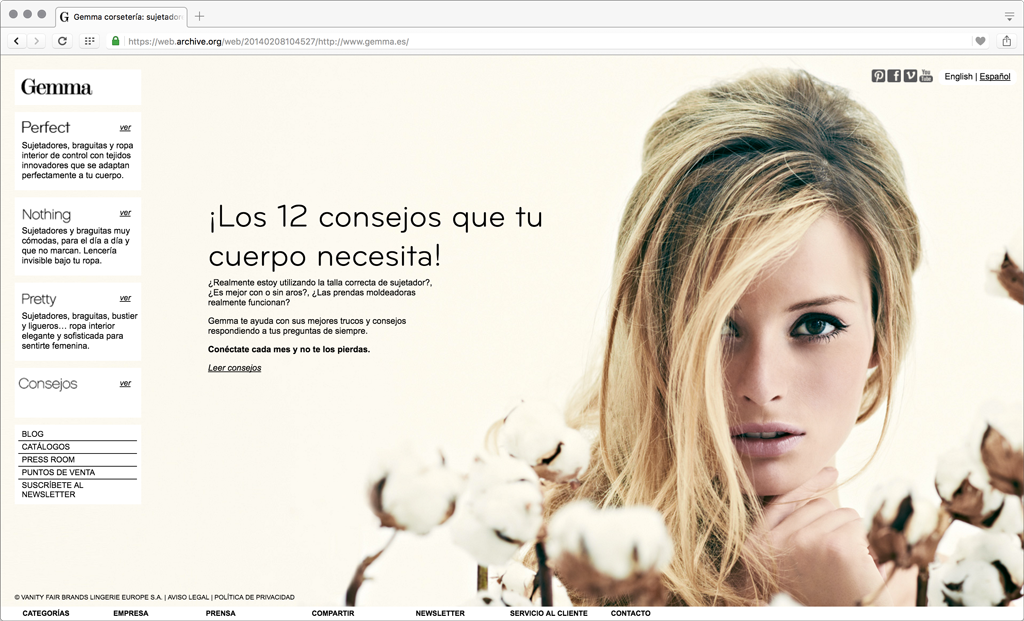 G Gemma corsetería: sujetador
https://web.archive.org/web/20140208104527/http://www.gemma.es/
Gemma
English | Español
You
Tube
Perfect ver
Sujetadores, braguitas y ropa
interior de control con tejidos
innovadores que se adaptan
perfectamente a tu cuerpo.
Nothing ver
Sujetadores y braguitas muy
cómodas, para el día a día y
que no marcan. Lencería
invisible bajo tu ropa.
Pretty ver
Sujetadores, braguitas, bustier
y ligueros… ropa interior
elegante y sofisticada para
sentirte femenina.
Consejos ver
BLOG
CATÁLOGOS
PRESS ROOM
PUNTOS DE VENTA
SUSCRÍBETE AL
NEWSLETTER
¡Los 12 consejos que tu
cuerpo necesita!
¿Realmente estoy utilizando la talla correcta de sujetador?,
¿Es mejor con o sin aros?, ¿Las prendas moldeadoras
realmente funcionan?
Gemma te ayuda con sus mejores trucos y consejos
respondiendo a tus preguntas de siempre.
Conéctate cada mes y no te los pierdas.
Leer consejos
© VANITY FAIR BRANDS LINGERIE EUROPE S.A. | AVISO LEGAL | POLÍTICA DE PRIVACIDAD
CATEGORÍAS EMPRESA PRENSA COMPARTIR NEWSLETTER SERVICIO AL CLIENTE CONTACTO